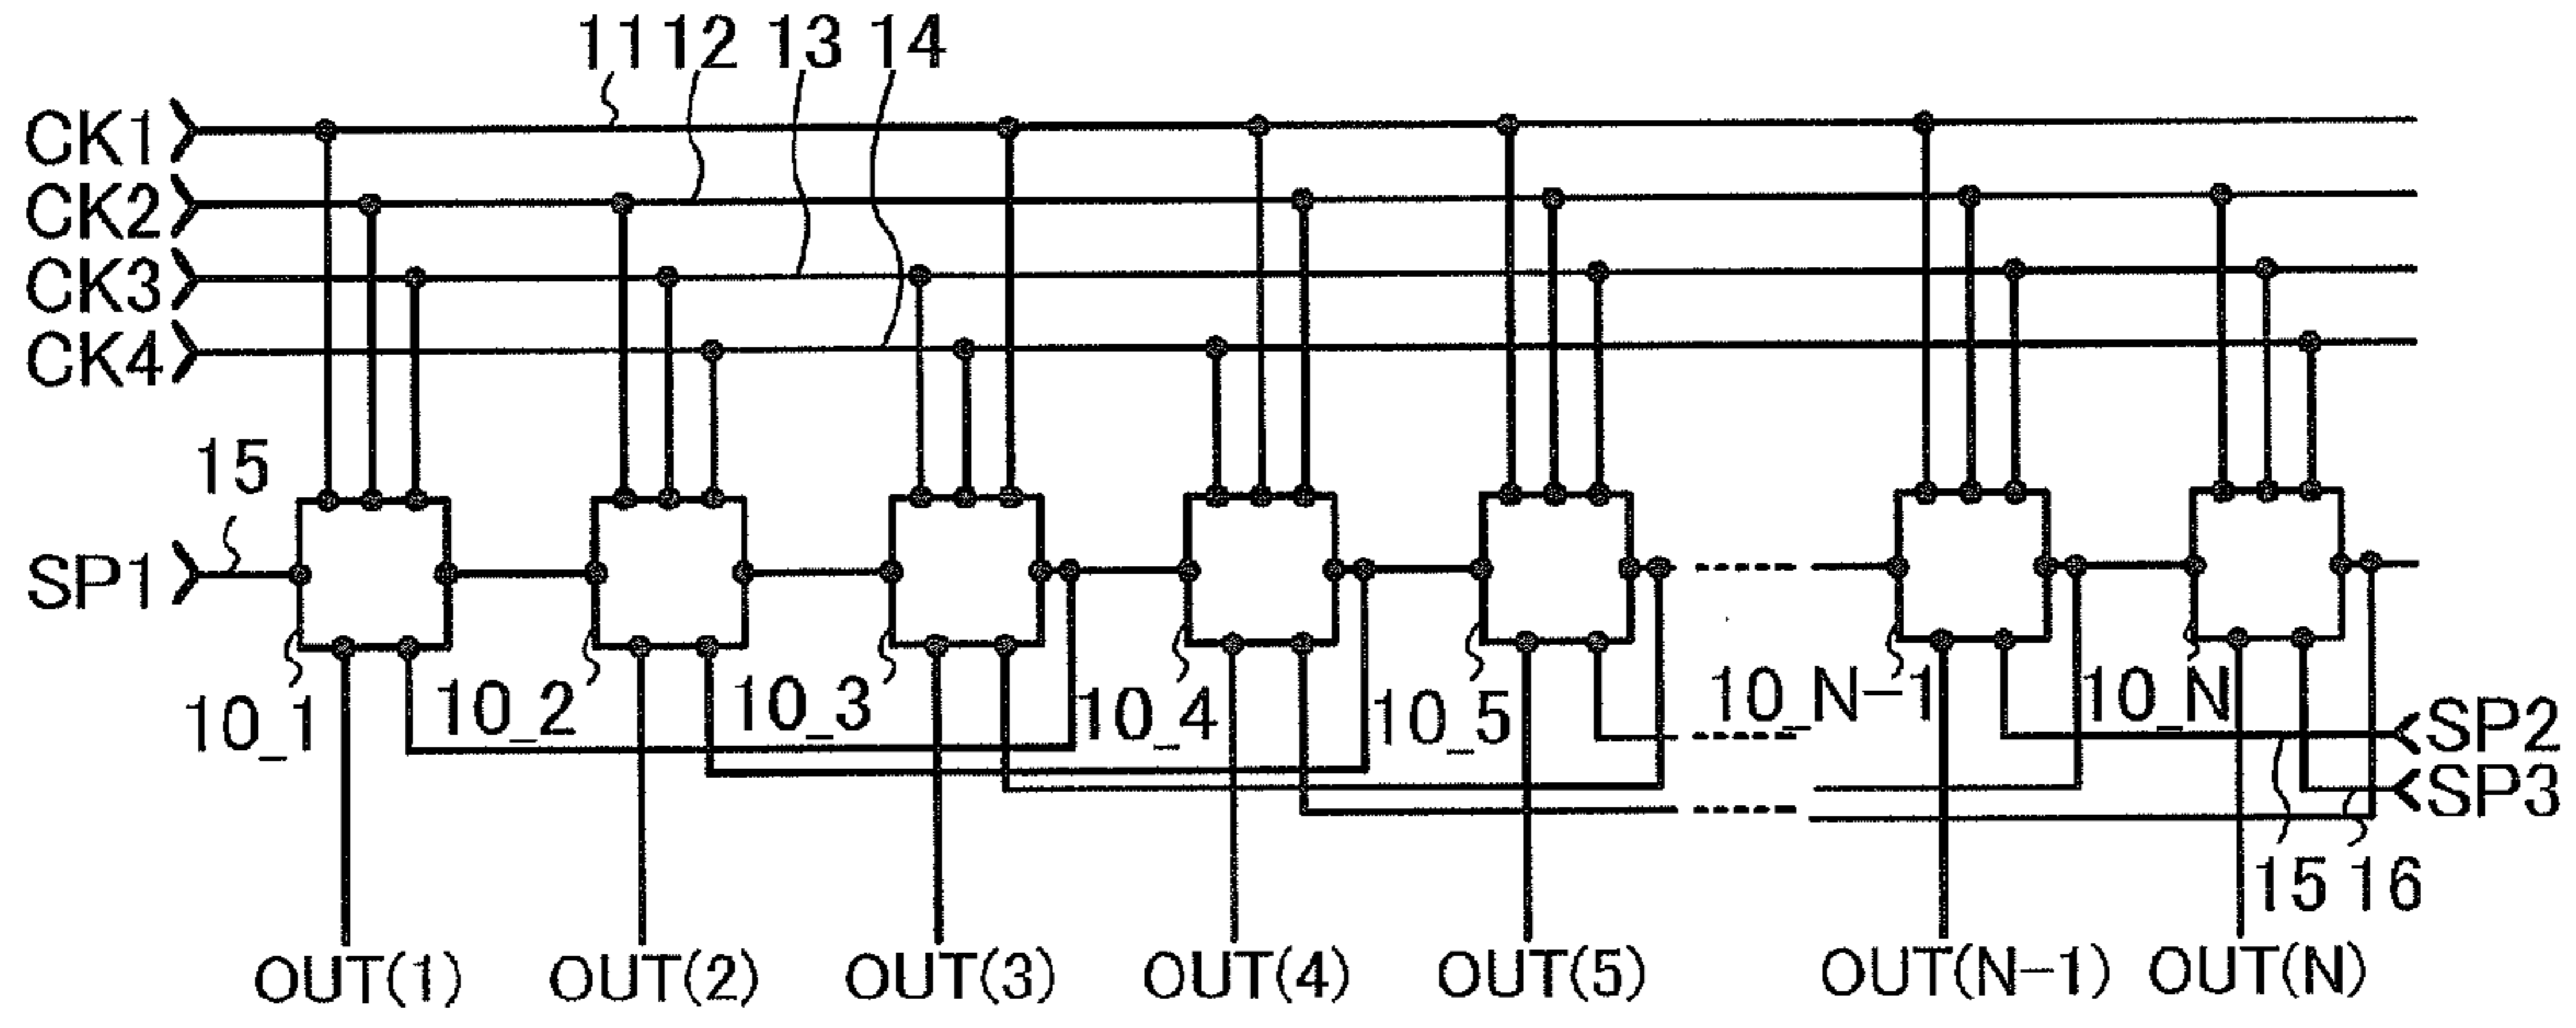 11 12 13 14
CK1
CK2
CK3
CK4
15
SP1
10_1 10_2 10_3 10_4 10_5 10_N-1 10_N
SP2
SP3
15 16
OUT(1) OUT(2) OUT(3) OUT(4) OUT(5) OUT(N-1) OUT(N)